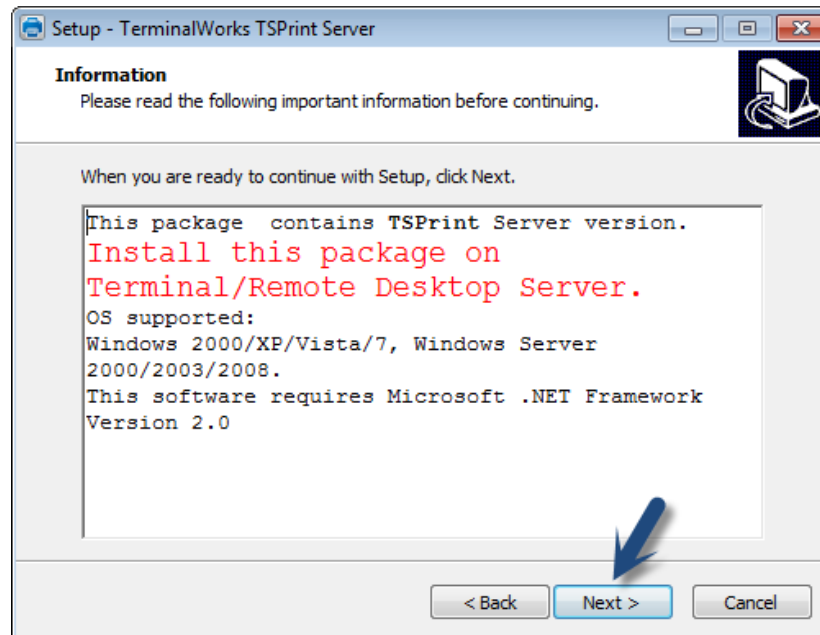 Setup - TerminalWorks TSPrint Server
Information
Please read the following important information before continuing.
When you are ready to continue with Setup, click Next.
This package  contains TSPrint Server version.
Install this package on
Terminal/Remote Desktop Server.
OS supported:
Windows 2000/XP/Vista/7, Windows Server
2000/2003/2008.
This software requires Microsoft .NET Framework
Version 2.0
< Back
Next >
Cancel